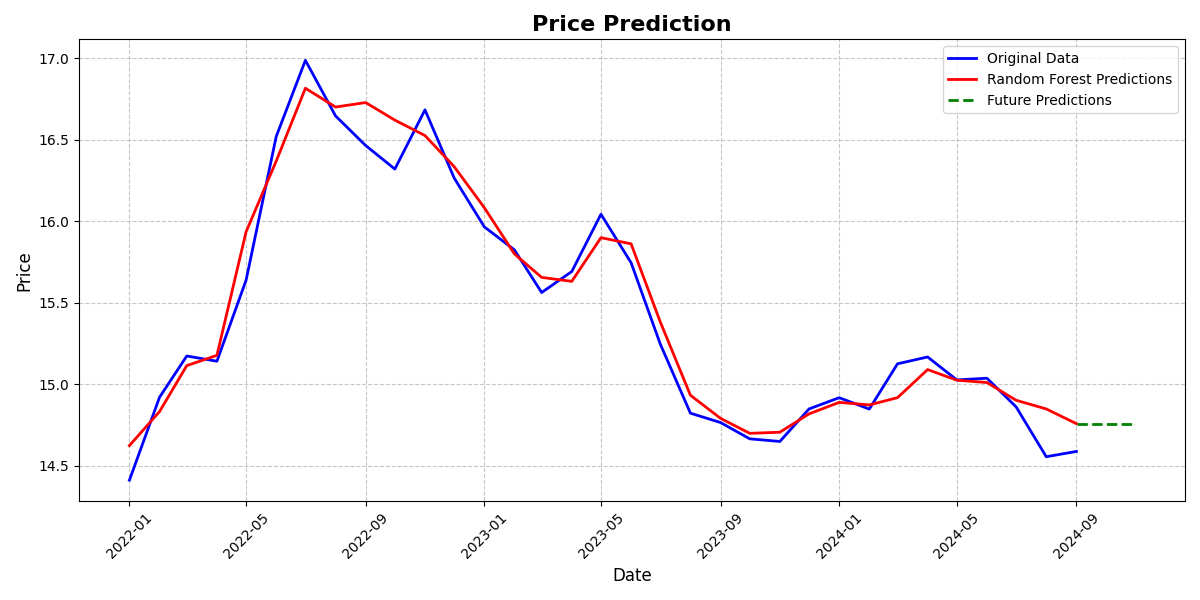 Price Prediction
Original Data
Random Forest Predictions
Future Predictions
Price
17.0
16.5
16.0
15.5
15.0
14.5
2022-01
2022-05
2022-09
2023-01
2023-05
2023-09
2024-01
2024-05
2024-09
Date